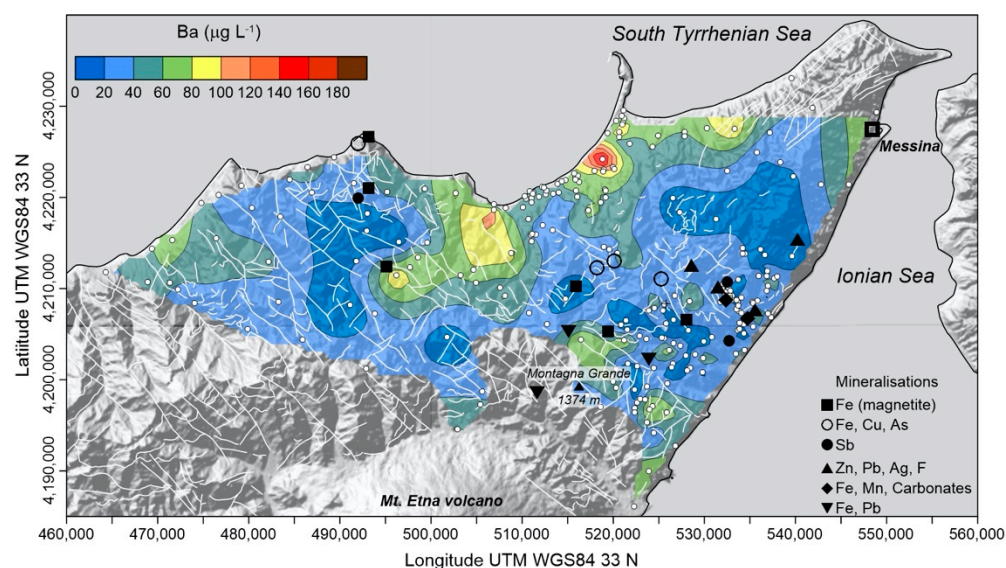 Ba (µg L⁻¹)
0 20 40 60 80 100 120 140 160 180
South Tyrrhenian Sea
Messina
Ionian Sea
Montagna Grande
1374 m
Mt. Etna volcano
Mineralisations
Fe (magnetite)
Fe, Cu, As
Sb
Zn, Pb, Ag, F
Fe, Mn, Carbonates
Fe, Pb
4,230,000
4,220,000
4,210,000
4,200,000
4,190,000
Latiitude UTM WGS84 33 N
460,000 470,000 480,000 490,000 500,000 510,000 520,000 530,000 540,000 550,000 560,000
Longitude UTM WGS84 33 N